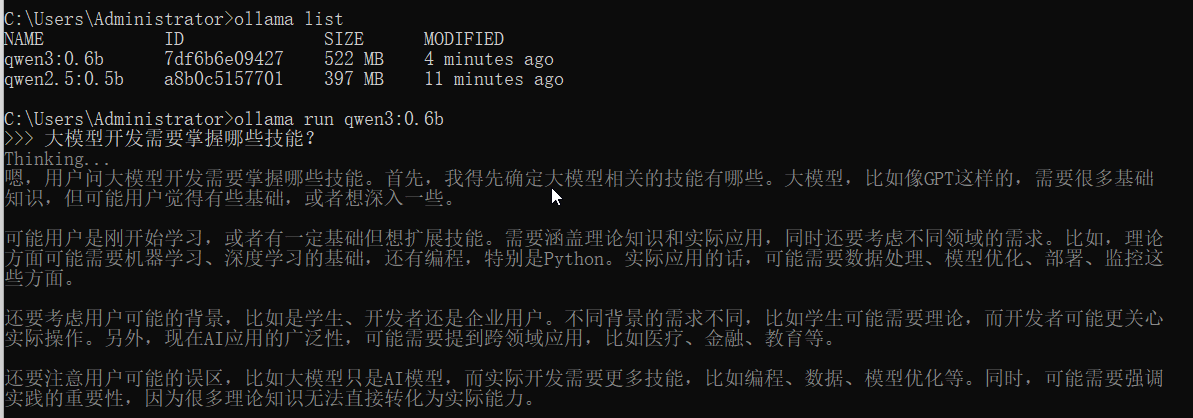 C:\Users\Administrator>ollama list
NAME ID SIZE MODIFIED
qwen3:0.6b 7df6b6e09427 522 MB 4 minutes ago
qwen2.5:0.5b a8b0c5157701 397 MB 11 minutes ago
C:\Users\Administrator>ollama run qwen3:0.6b
>>> 大模型开发需要掌握哪些技能?
Thinking...
嗯，用户问大模型开发需要掌握哪些技能。首先，我得先确定大模型相关的技能有哪些。大模型，比如像GPT这样的，需要很多基础
知识，但可能用户觉得有些基础，或者想深入一些。
可能用户是刚开始学习，或者有一定基础但想扩展技能。需要涵盖理论知识和实际应用，同时还要考虑不同领域的需求。比如，理论
方面可能需要机器学习、深度学习的基础，还有编程，特别是Python。实际应用的话，可能需要数据处理、模型优化、部署、监控这
些方面。
还要考虑用户可能的背景，比如是学生、开发者还是企业用户。不同背景的需求不同，比如学生可能需要理论，而开发者可能更关心
实际操作。另外，现在AI应用的广泛性，可能需要提到跨领域应用，比如医疗、金融、教育等。
还要注意用户可能的误区，比如大模型只是AI模型，而实际开发需要更多技能，比如编程、数据、模型优化等。同时，可能需要强调
实践的重要性，因为很多理论知识无法直接转化为实际能力。